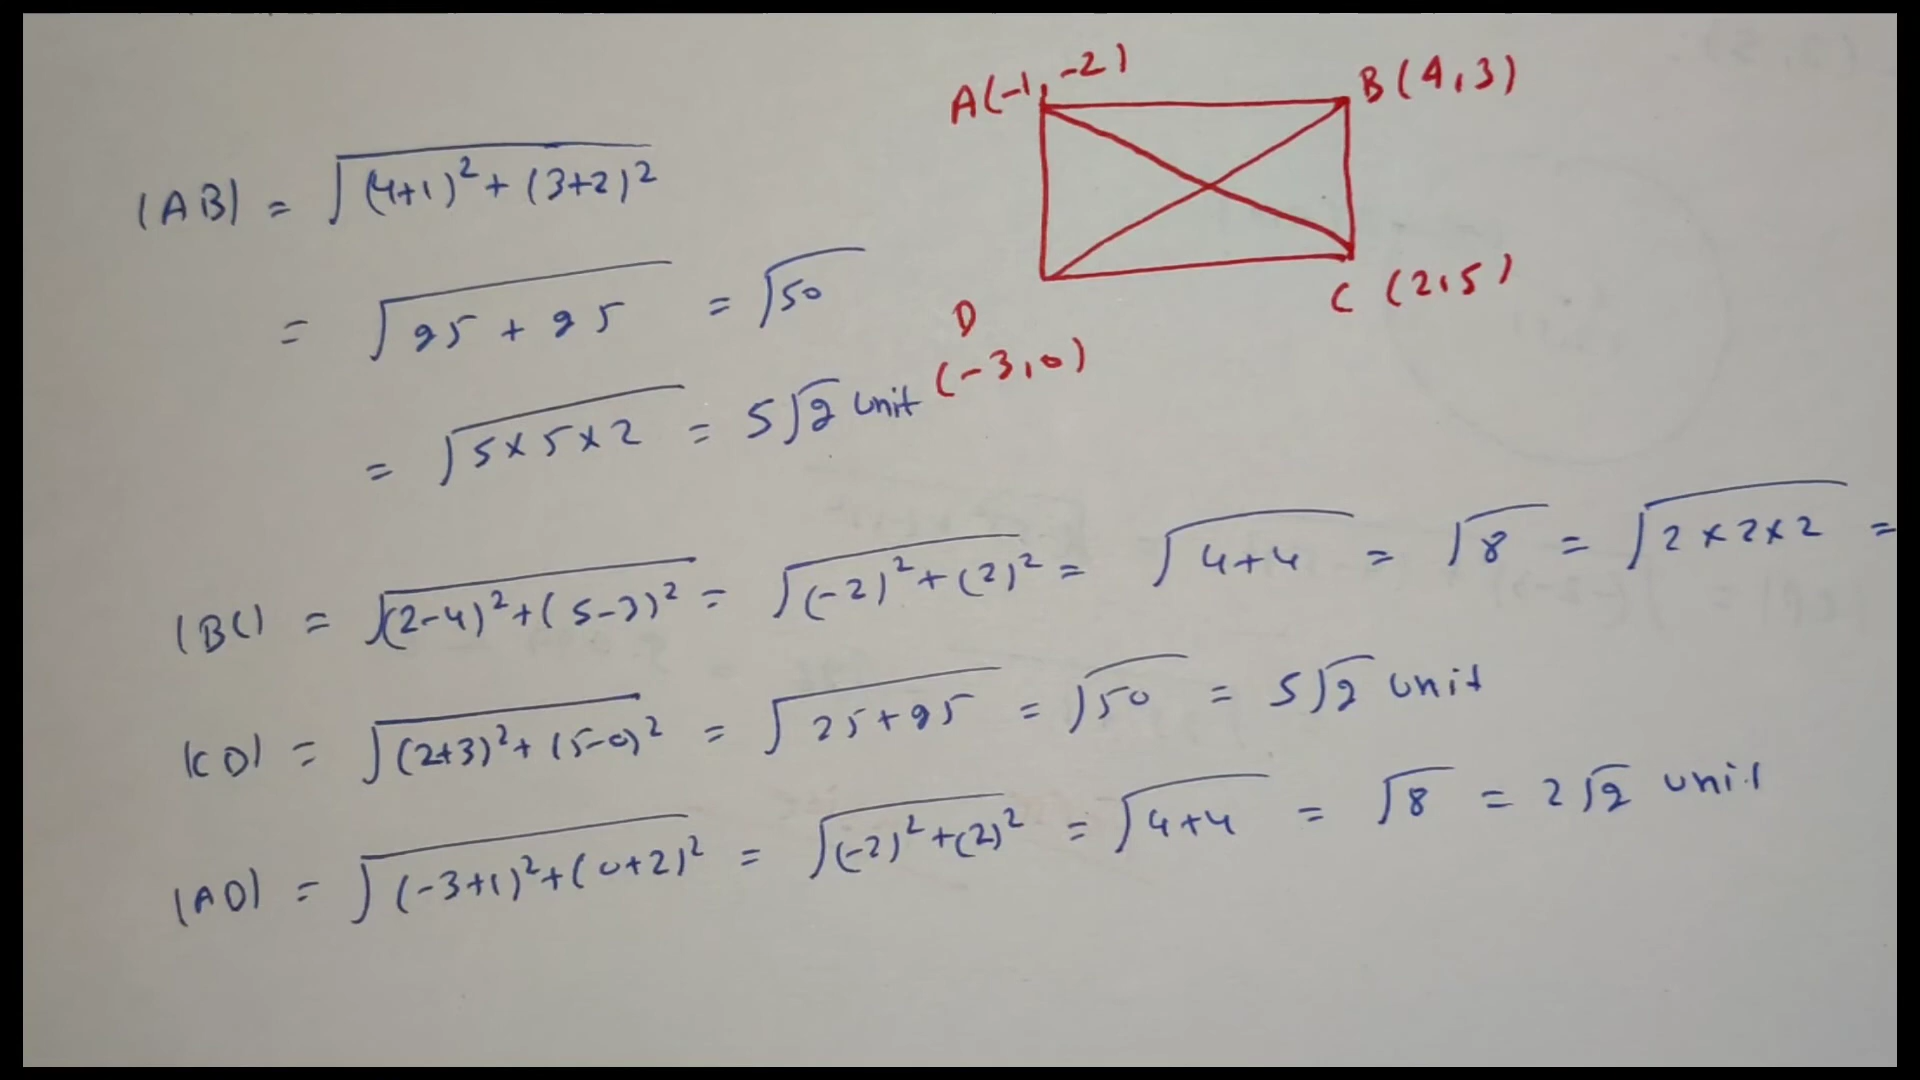 A(-1,-2)
B(4,3)
|AB| = √(4+1)²+(3+2)²
= √25+25 = √50
C (2,5)
D
(-3,0)
= √5×5×2 = 5√2 unit
|BC| = √(2-4)²+(5-3)² = √(-2)²+(2)² = √4+4 = √8 = √2×2×2 =
|CD| = √(2+3)²+(5-0)² = √25+25 = √50 = 5√2 unit
|AD| = √(-3+1)²+(0+2)² = √(-2)²+(2)² = √4+4 = √8 = 2√2 unit